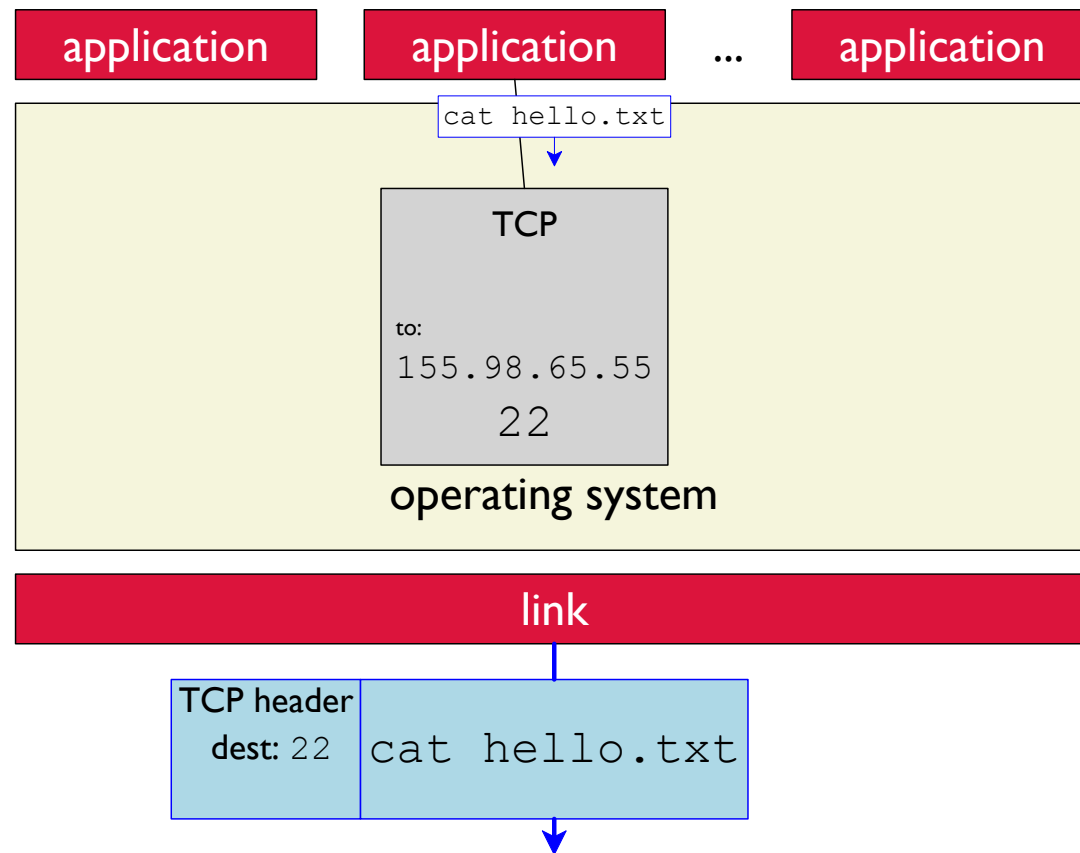 application application ... application
cat hello.txt
TCP
to:
155.98.65.55
22
operating system
link
TCP header
dest: 22
cat hello.txt